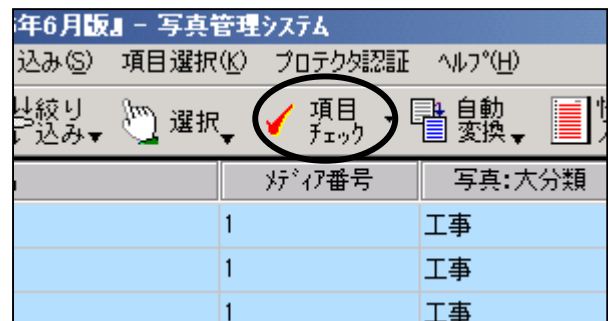 年6月版』 - 写真管理システム
込み(S) 項目選択(K) プロテクタ認証 ヘルプ(H)
絞り込み 選択 項目チェック 自動変換
メディア番号 写真:大分類
1 工事
1 工事
1 工事